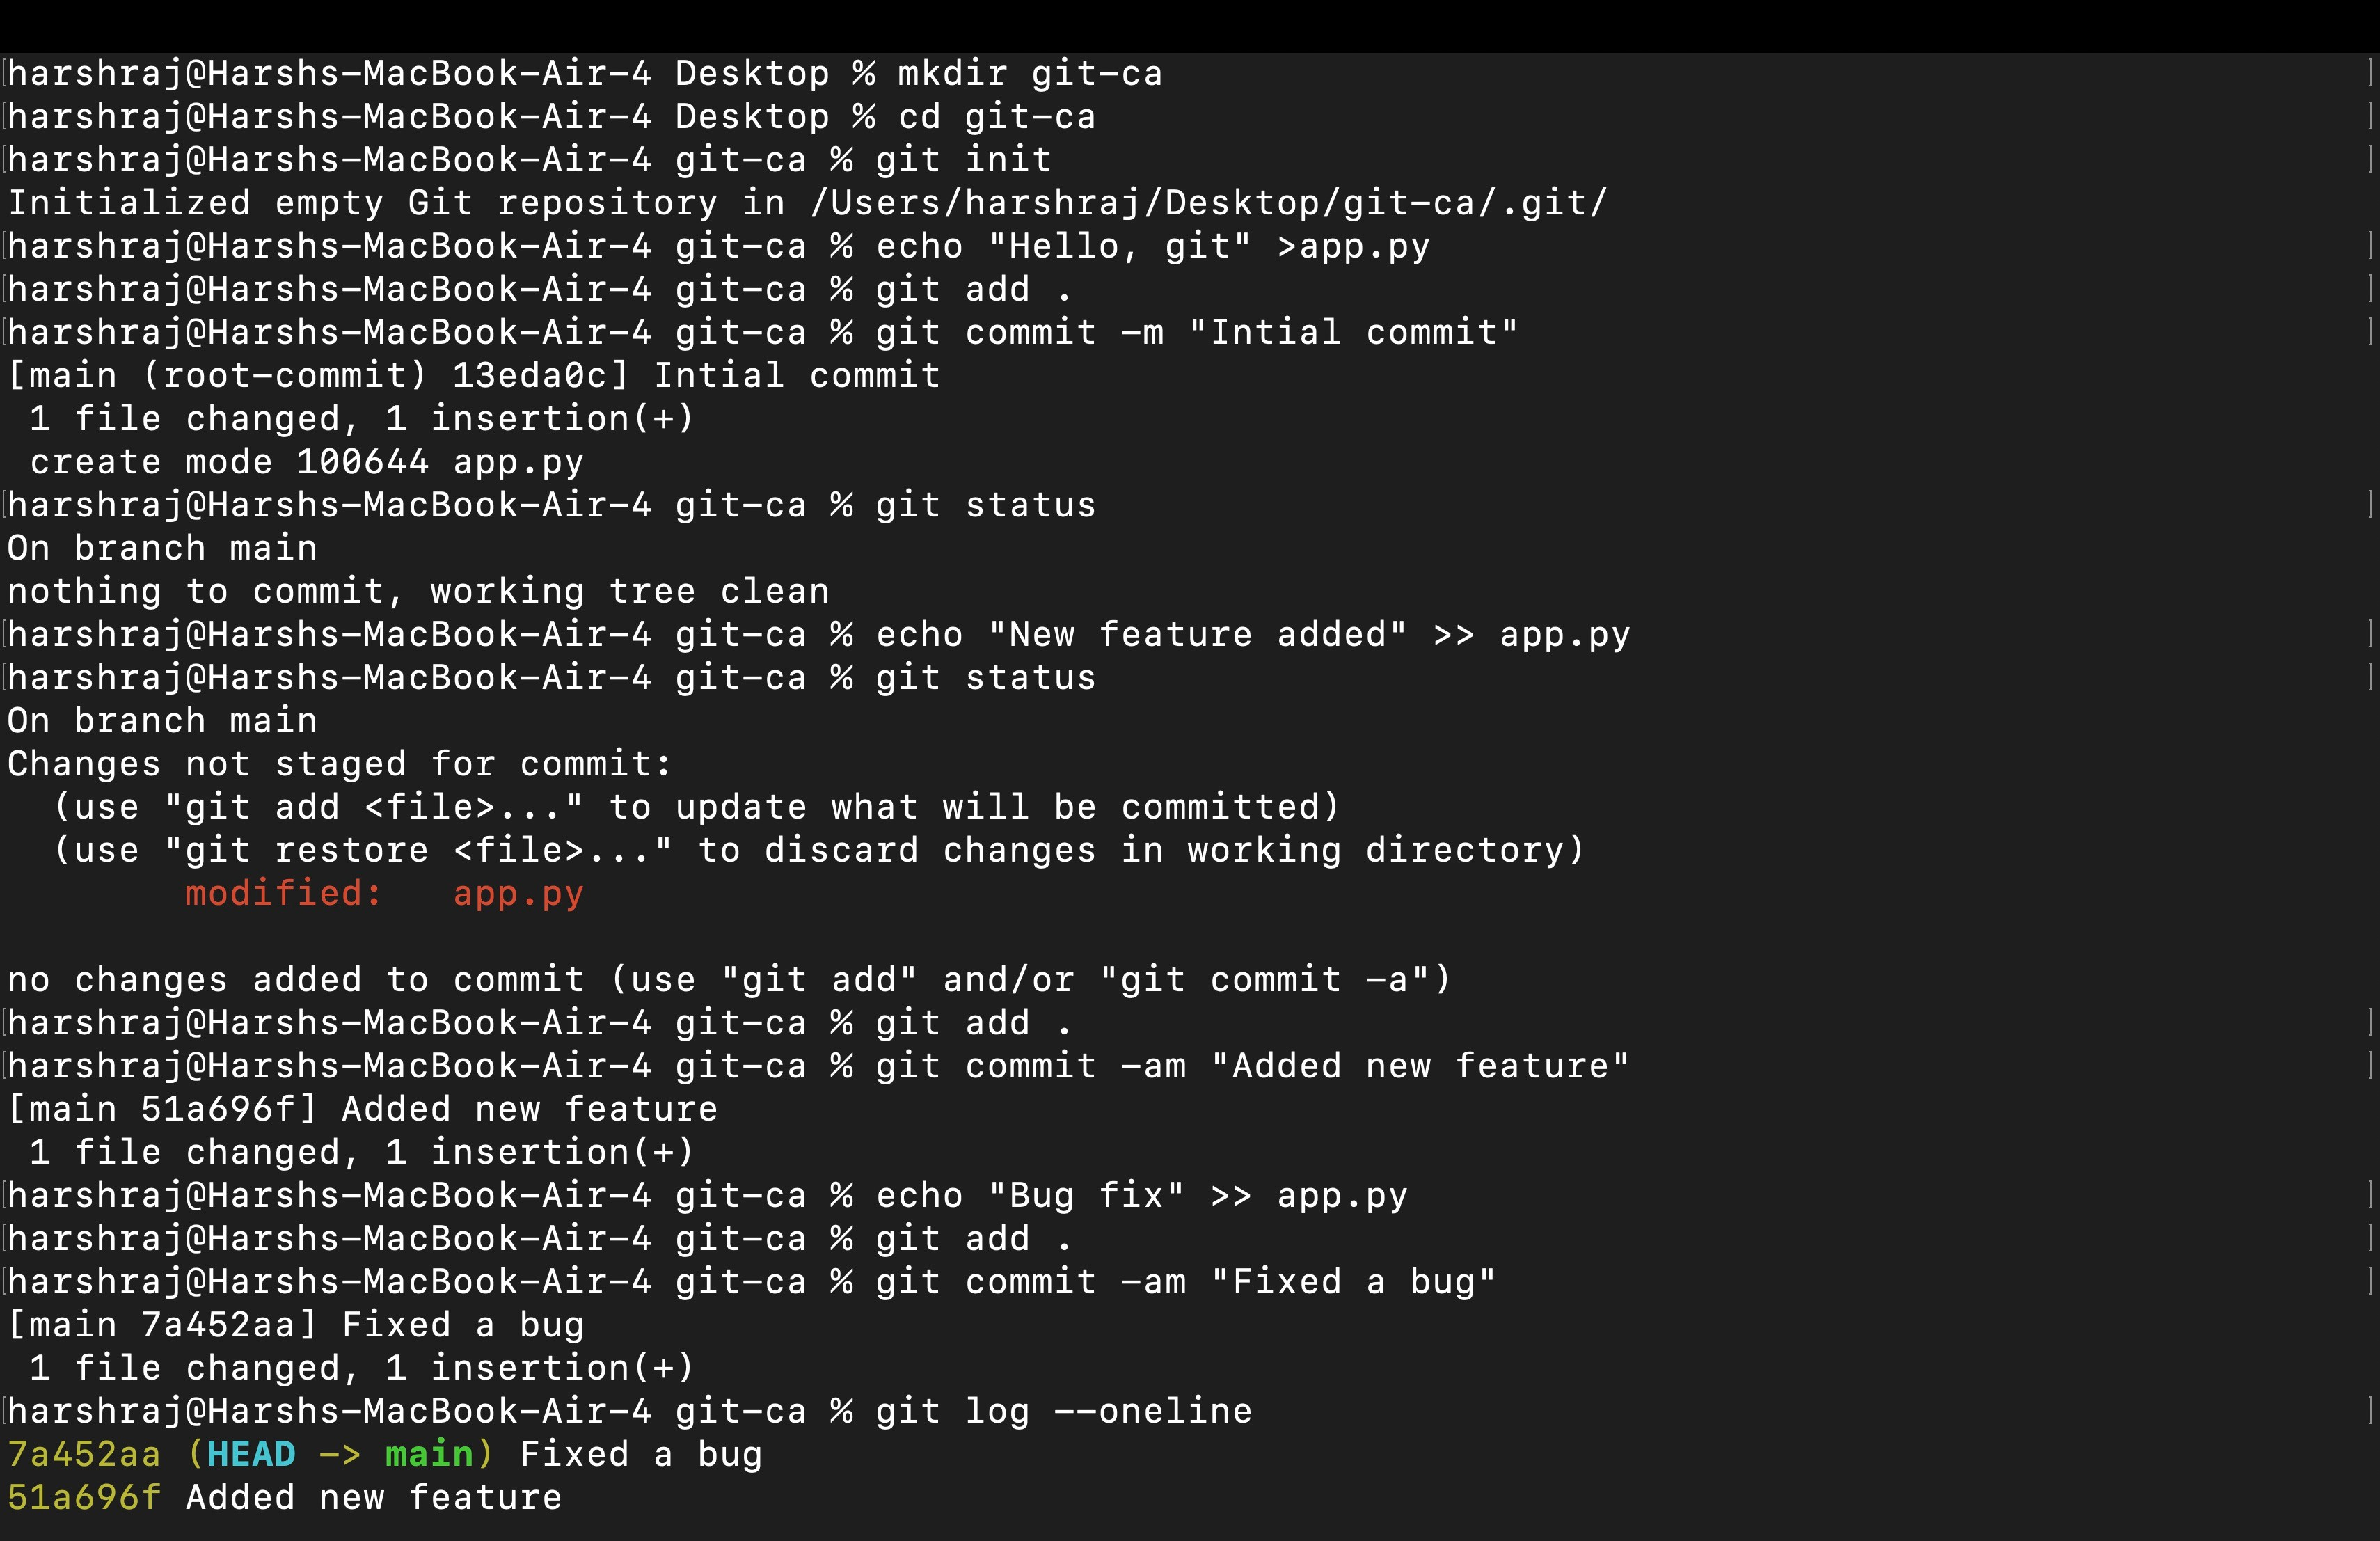 harshraj@Harshs-MacBook-Air-4 Desktop % mkdir git-ca
harshraj@Harshs-MacBook-Air-4 Desktop % cd git-ca
harshraj@Harshs-MacBook-Air-4 git-ca % git init
Initialized empty Git repository in /Users/harshraj/Desktop/git-ca/.git/
harshraj@Harshs-MacBook-Air-4 git-ca % echo "Hello, git" >app.py
harshraj@Harshs-MacBook-Air-4 git-ca % git add .
harshraj@Harshs-MacBook-Air-4 git-ca % git commit -m "Intial commit"
[main (root-commit) 13eda0c] Intial commit
 1 file changed, 1 insertion(+)
 create mode 100644 app.py
harshraj@Harshs-MacBook-Air-4 git-ca % git status
On branch main
nothing to commit, working tree clean
harshraj@Harshs-MacBook-Air-4 git-ca % echo "New feature added" >> app.py
harshraj@Harshs-MacBook-Air-4 git-ca % git status
On branch main
Changes not staged for commit:
  (use "git add <file>..." to update what will be committed)
  (use "git restore <file>..." to discard changes in working directory)
        modified:   app.py

no changes added to commit (use "git add" and/or "git commit -a")
harshraj@Harshs-MacBook-Air-4 git-ca % git add .
harshraj@Harshs-MacBook-Air-4 git-ca % git commit -am "Added new feature"
[main 51a696f] Added new feature
 1 file changed, 1 insertion(+)
harshraj@Harshs-MacBook-Air-4 git-ca % echo "Bug fix" >> app.py
harshraj@Harshs-MacBook-Air-4 git-ca % git add .
harshraj@Harshs-MacBook-Air-4 git-ca % git commit -am "Fixed a bug"
[main 7a452aa] Fixed a bug
 1 file changed, 1 insertion(+)
harshraj@Harshs-MacBook-Air-4 git-ca % git log --oneline
7a452aa (HEAD -> main) Fixed a bug
51a696f Added new feature